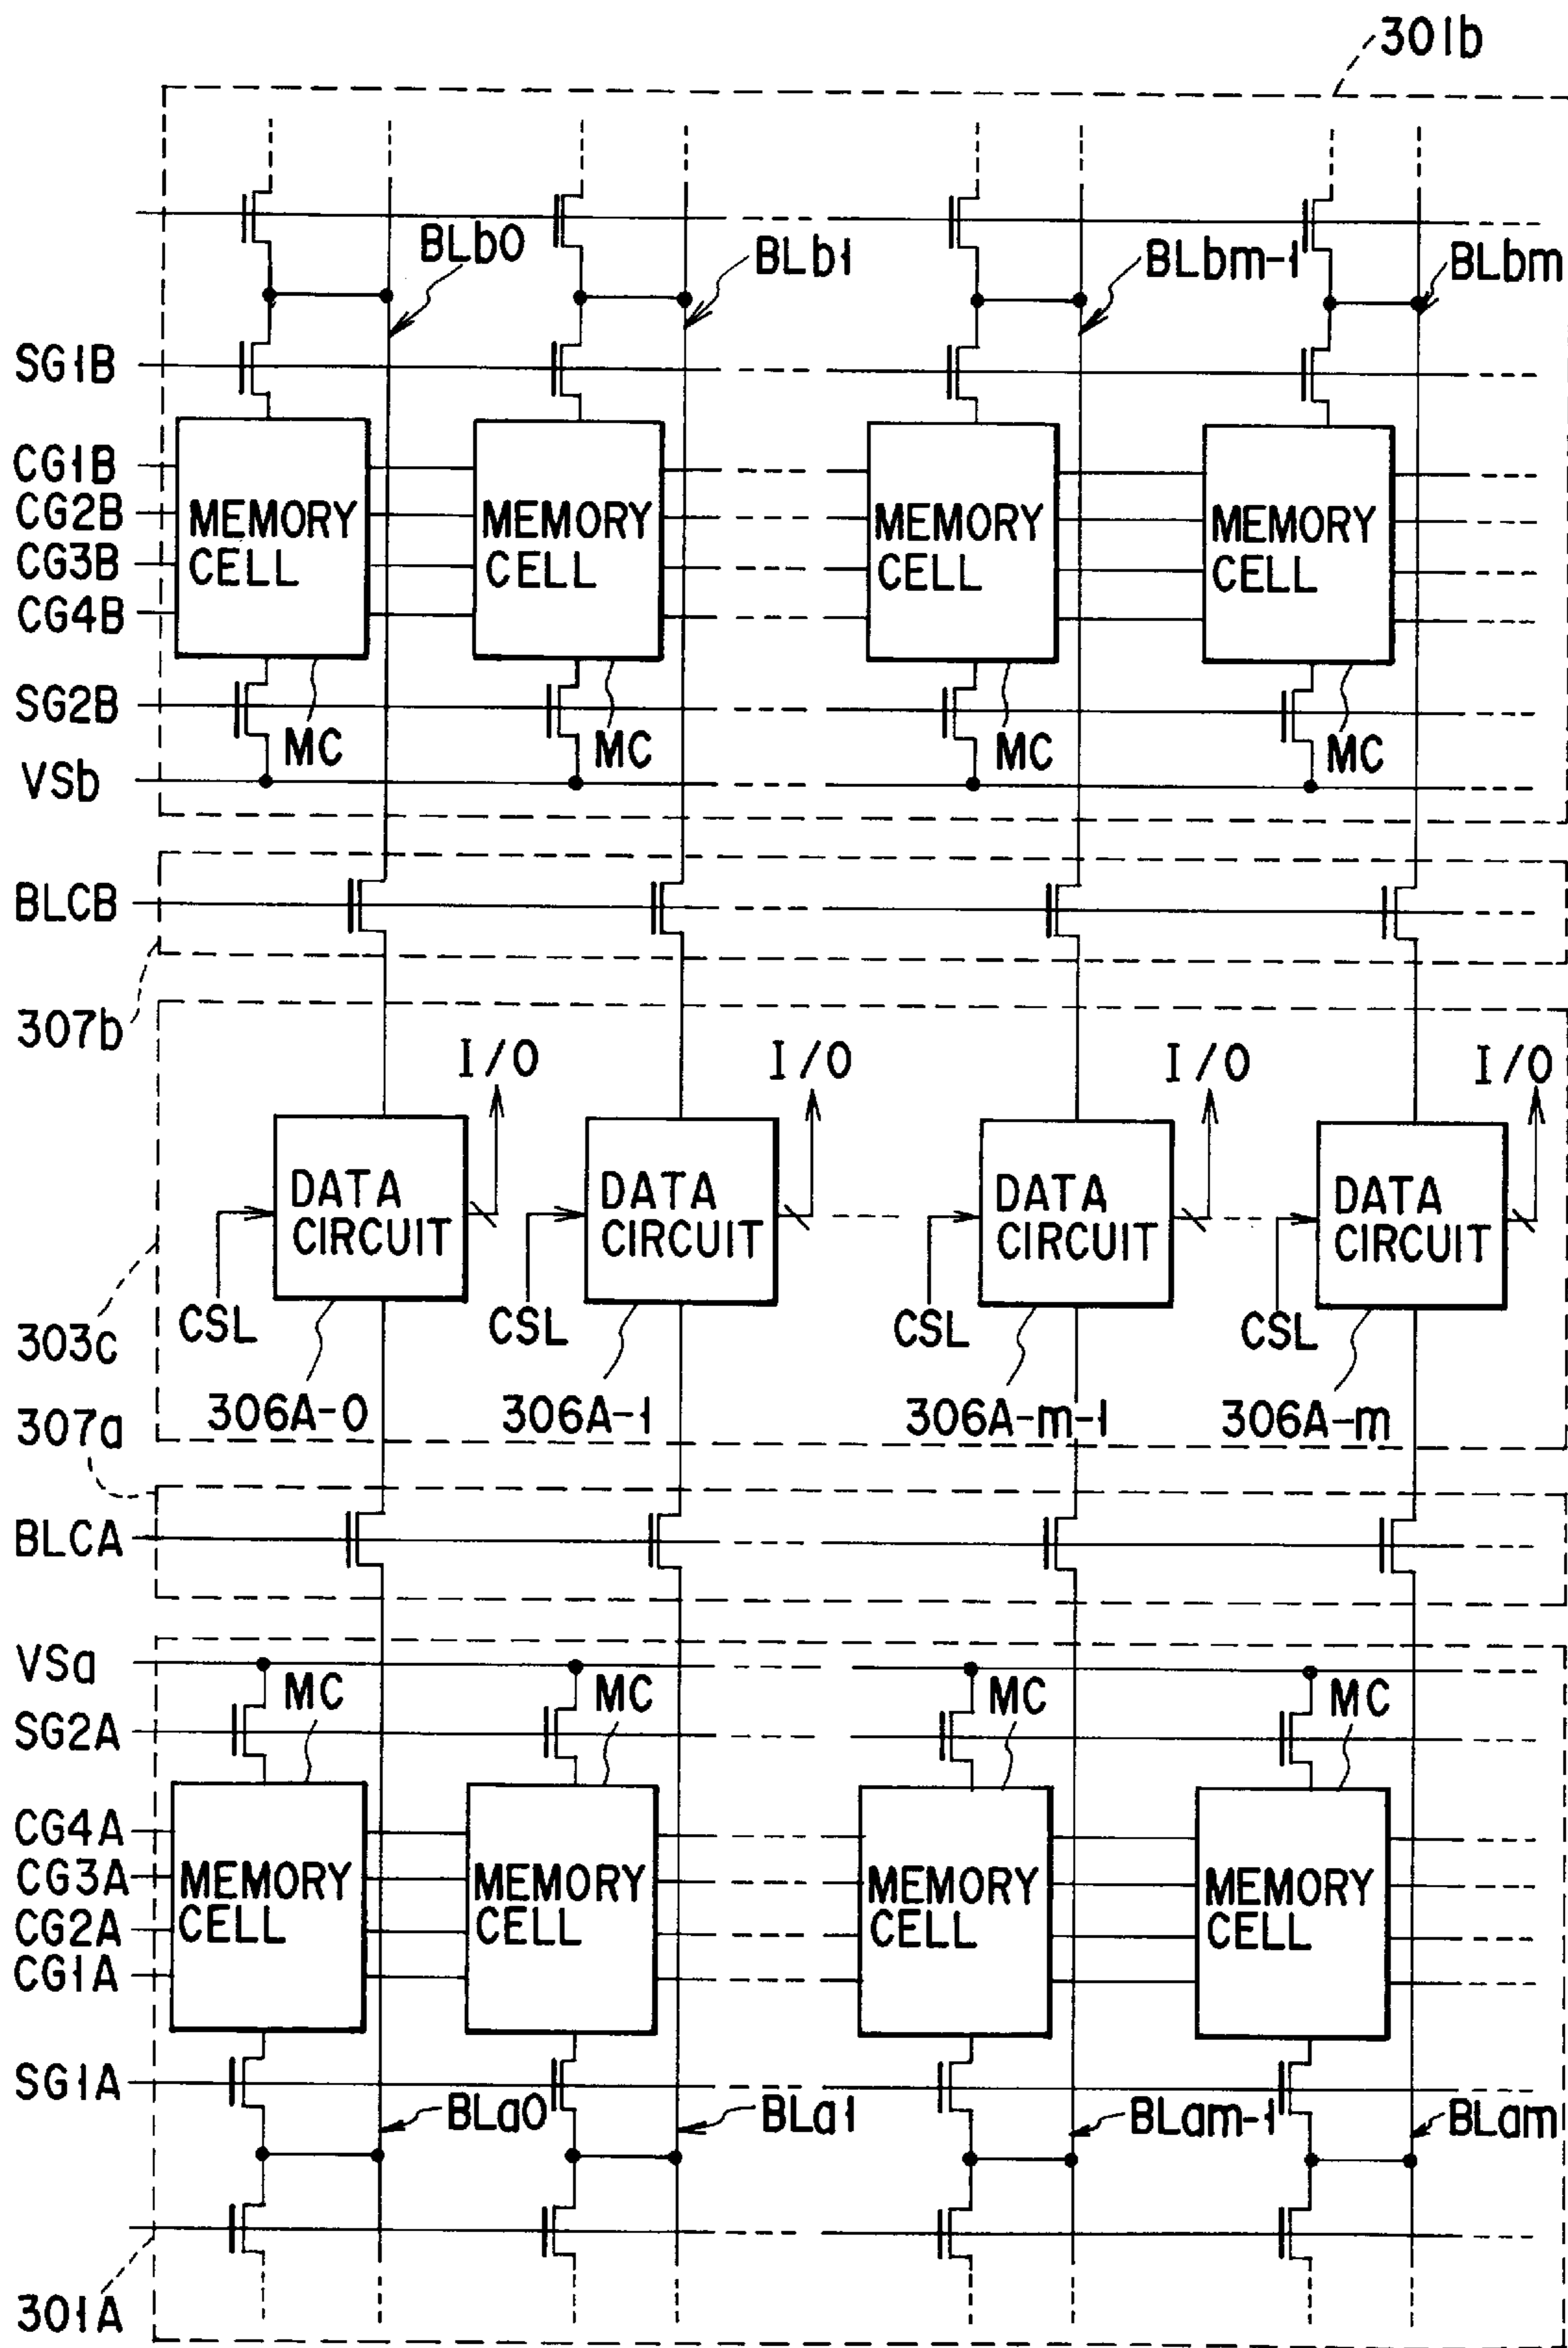 301b
BLb0
BLb1
BLbm-1
BLbm
SG1B
CG1B
CG2B
CG3B
CG4B
MEMORY
CELL
MEMORY
CELL
MEMORY
CELL
MEMORY
CELL
SG2B
MC
MC
MC
MC
VSb
BLCB
307b
I/O
I/O
I/O
I/O
DATA
CIRCUIT
DATA
CIRCUIT
DATA
CIRCUIT
DATA
CIRCUIT
CSL
CSL
CSL
CSL
303c
306A-0
306A-1
306A-m-1
306A-m
307a
BLCA
VSa
MC
MC
MC
MC
SG2A
CG4A
CG3A
CG2A
CG1A
MEMORY
CELL
MEMORY
CELL
MEMORY
CELL
MEMORY
CELL
SG1A
BLa0
BLa1
BLam-1
BLam
301A